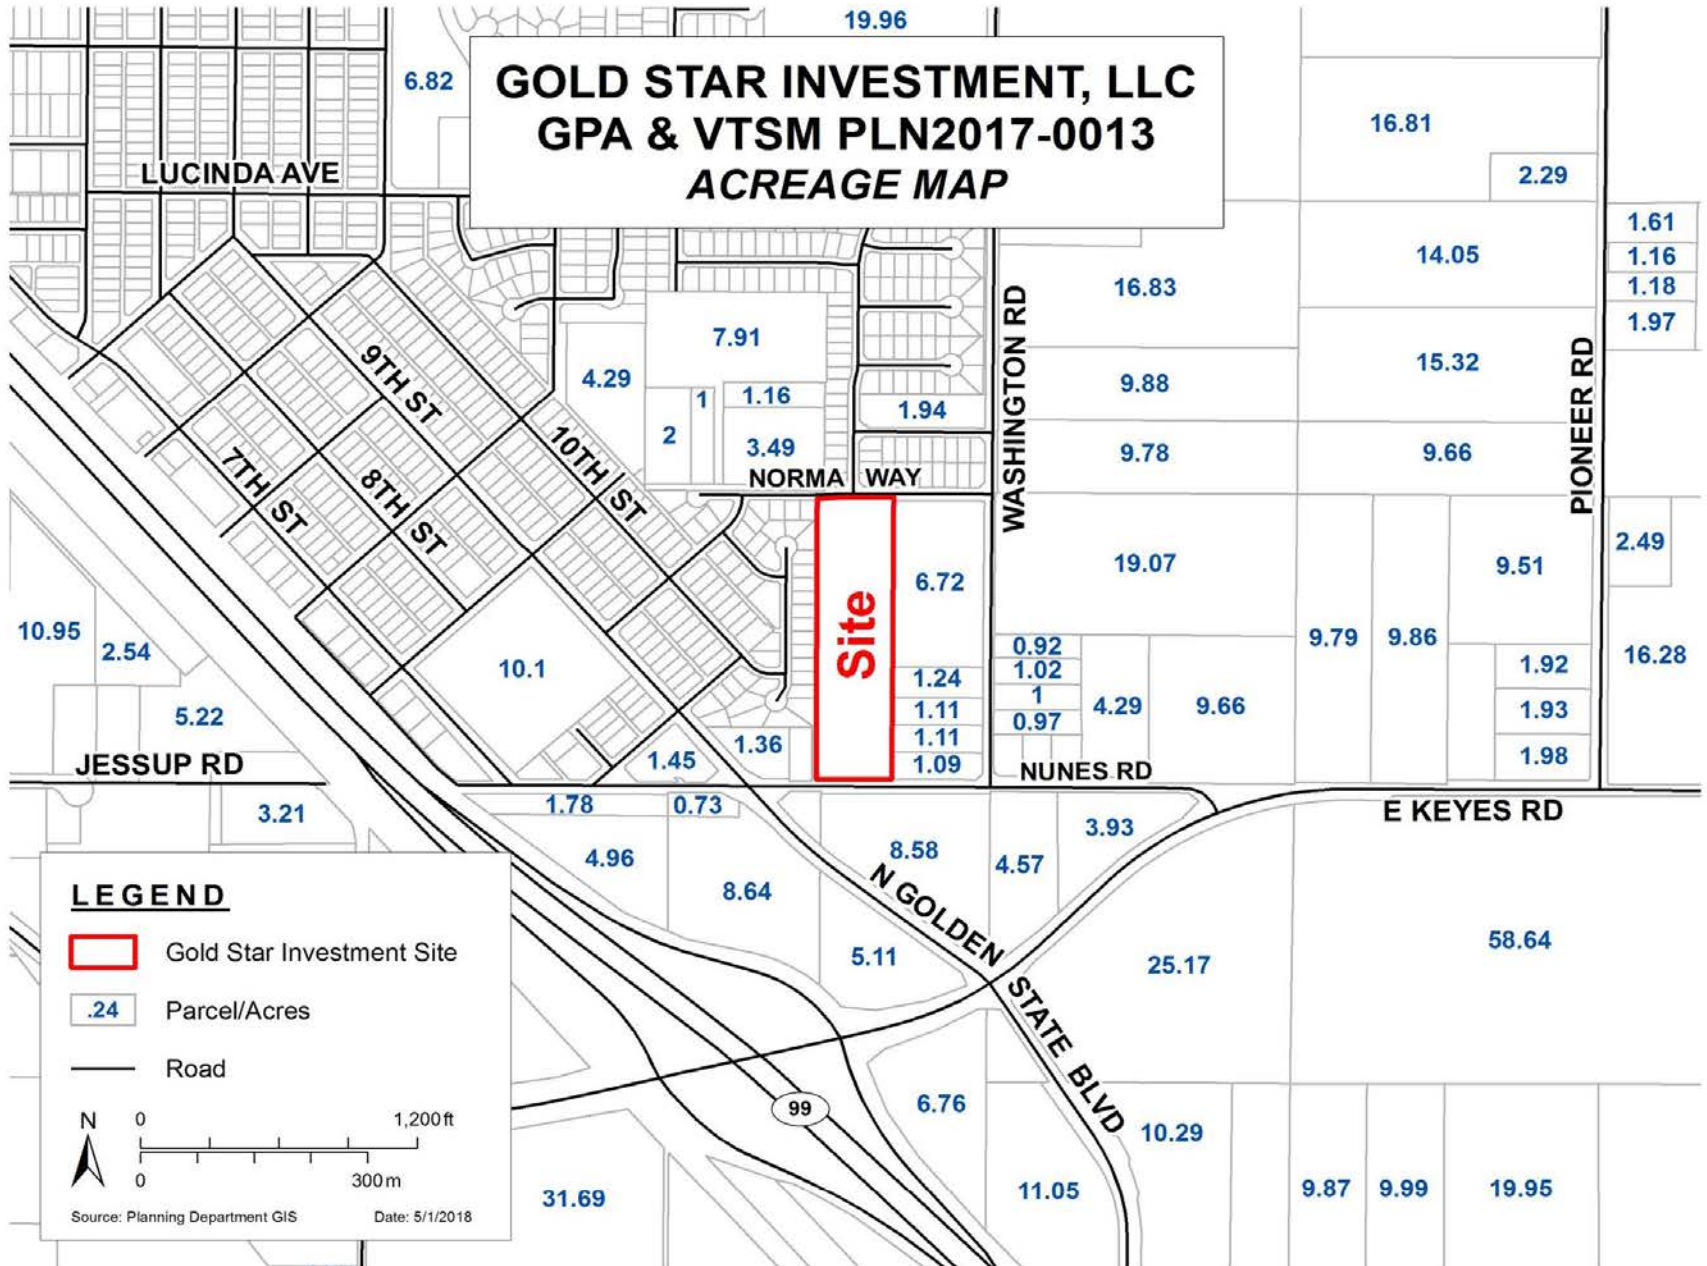 19.96
GOLD STAR INVESTMENT, LLC
GPA & VTSM PLN2017-0013
ACREAGE MAP
6.82
16.81
2.29
LUCINDA AVE
1.61
1.16
1.18
1.97
14.05
16.83
WASHINGTON RD
PIONEER RD
7.91
4.29
9TH ST
9.88
15.32
1
1.16
1.94
2
3.49
10TH ST
9.78
9.66
7TH ST
8TH ST
NORMA WAY
Site
6.72
19.07
9.51
2.49
10.95
2.54
10.1
0.92
9.79
9.86
1.92
16.28
1.24
1.02
1
1.11
0.97
4.29
9.66
1.93
5.22
1.36
1.11
1.45
1.09
1.98
JESSUP RD
NUNES RD
1.78
0.73
E KEYES RD
3.21
3.93
4.96
8.58
4.57
8.64
N GOLDEN STATE BLVD
5.11
25.17
58.64
6.76
99
10.29
31.69
11.05
9.87
9.99
19.95
LEGEND
Gold Star Investment Site
.24 Parcel/Acres
Road
N
0 1,200ft
0 300m
Source: Planning Department GIS Date: 5/1/2018